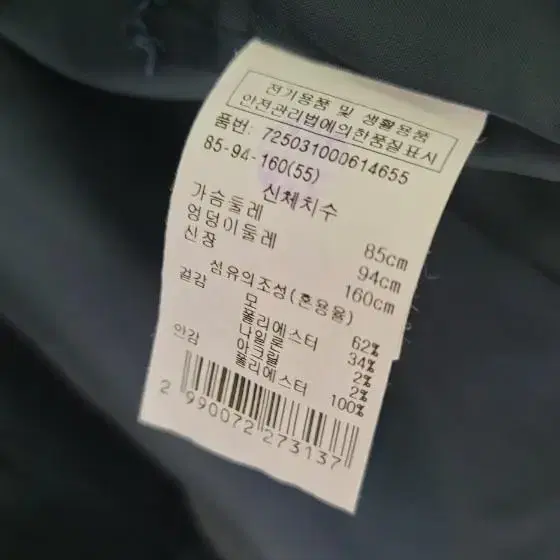 전기용품 및 생활용품
안전관리법에의한품질표시
품번: 725031000614655
85-94-160(55)
신체치수
가슴둘레 85cm
엉덩이둘레 94cm
신장 160cm
섬유의조성(혼용율)
겉감 모 62%
폴리에스터 34%
나일론 2%
아크릴 2%
안감 폴리에스터 100%
2 990072 273137